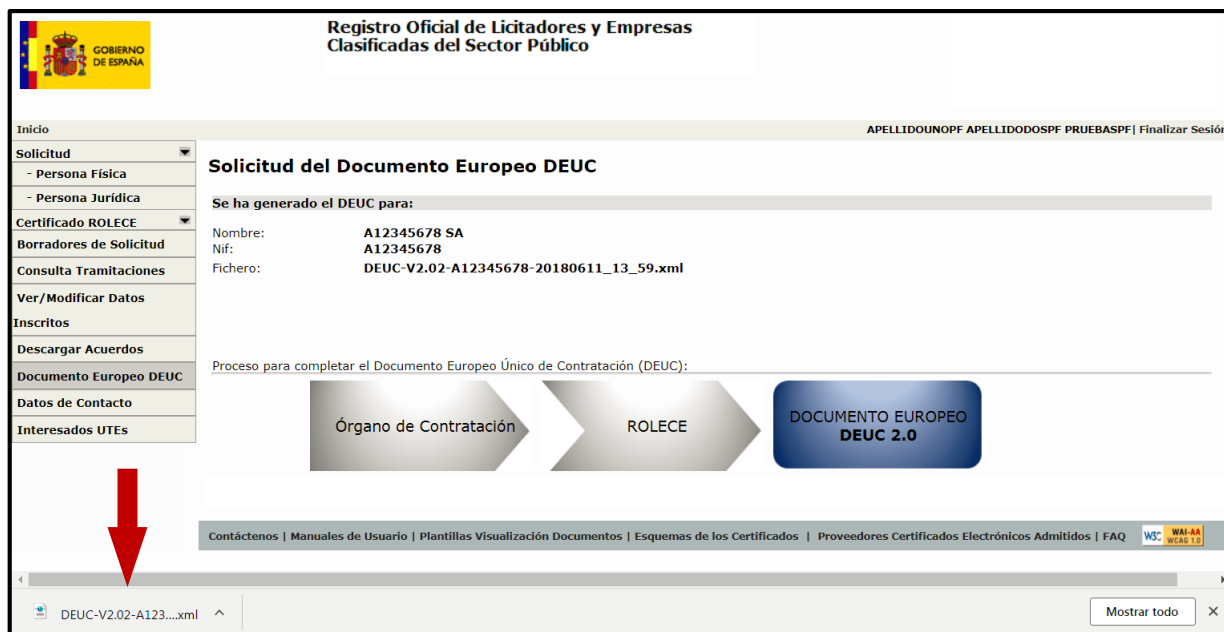 GOBIERNO
DE ESPAÑA
Registro Oficial de Licitadores y Empresas
Clasificadas del Sector Público
Inicio
APELLIDOUNOPF APELLIDODOSPF PRUEBASPF| Finalizar Sesión
Solicitud
- Persona Física
- Persona Jurídica
Certificado ROLECE
Borradores de Solicitud
Consulta Tramitaciones
Ver/Modificar Datos
Inscritos
Descargar Acuerdos
Documento Europeo DEUC
Datos de Contacto
Interesados UTEs
Solicitud del Documento Europeo DEUC
Se ha generado el DEUC para:
Nombre: A12345678 SA
Nif: A12345678
Fichero: DEUC-V2.02-A12345678-20180611_13_59.xml
Proceso para completar el Documento Europeo Único de Contratación (DEUC):
Órgano de Contratación
ROLECE
DOCUMENTO EUROPEO
DEUC 2.0
Contáctenos | Manuales de Usuario | Plantillas Visualización Documentos | Esquemas de los Certificados | Proveedores Certificados Electrónicos Admitidos | FAQ
W3C WAI-AA
WCAG 1.0
DEUC-V2.02-A123....xml
Mostrar todo